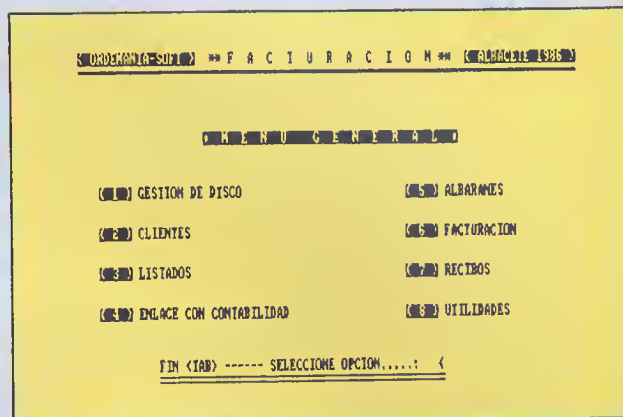 < ORDEMANIA-SOFT > ** F A C T U R A C I O N ** < ALBACETE 1986 >
< M E N U   G E N E R A L >
( 1 ) GESTION DE DISCO
( 2 ) CLIENTES
( 3 ) LISTADOS
( 4 ) ENLACE CON CONTABILIDAD
( 5 ) ALBARANES
( 6 ) FACTURACION
( 7 ) RECIBOS
( 8 ) UTILIDADES
FIN <TAB> ------ SELECCIONE OPCION.....: <